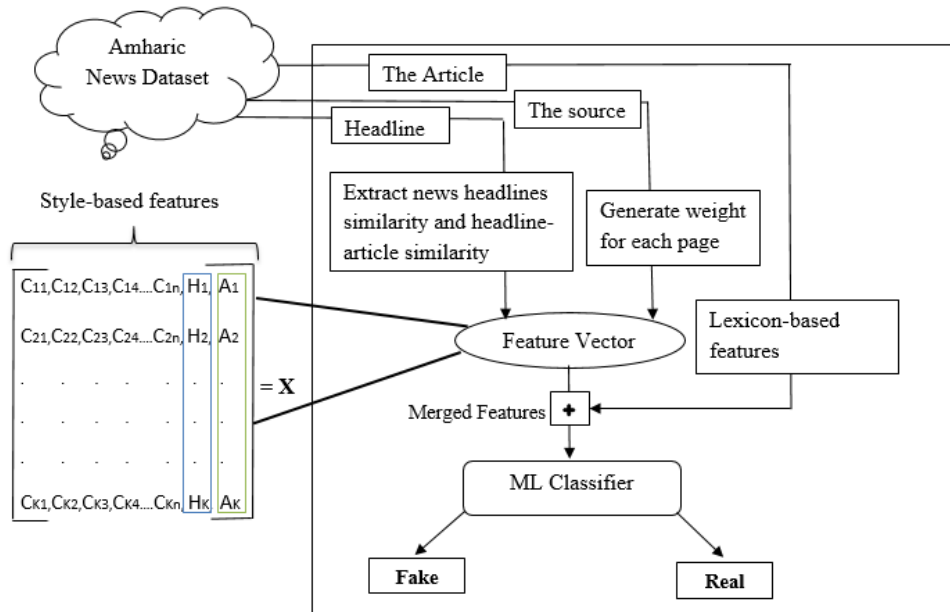 Amharic
News Dataset
The Article
The source
Headline
Extract news headlines
similarity and headline-
article similarity
Generate weight
for each page
Style-based features
C11,C12,C13,C14....C1n, H1, A1
C21,C22,C23,C24....C2n, H2, A2
. . . . . . .
. . . . . . .
. . . . . . .
CK1,CK2,CK3,CK4....CKn, HK, AK
= X
Feature Vector
Lexicon-based
features
Merged Features +
ML Classifier
Fake
Real